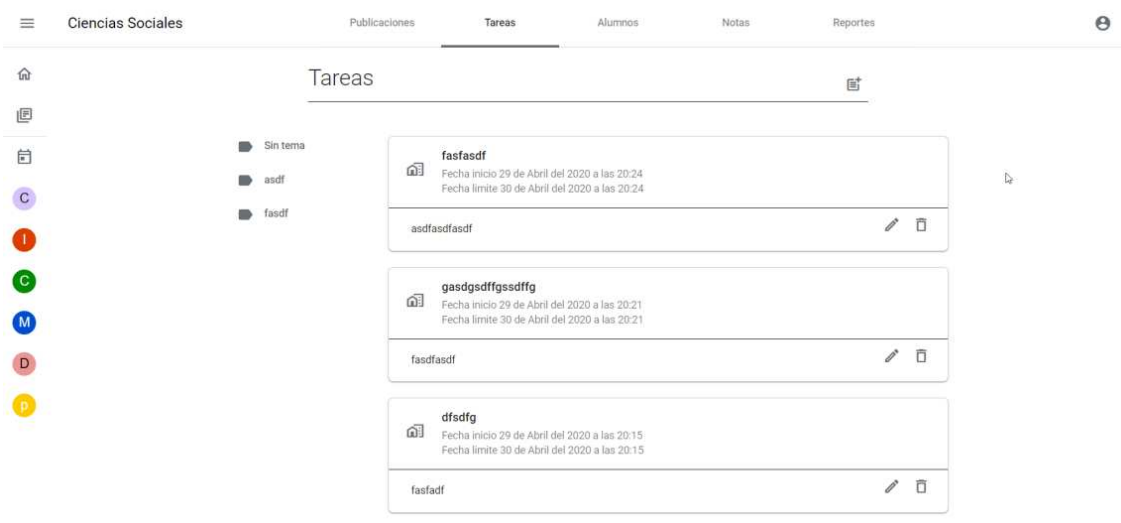 Ciencias Sociales
Publicaciones
Tareas
Alumnos
Notas
Reportes
Tareas
Sin tema
asdf
fasdf
C
I
C
M
D
p
fasfasdf
Fecha inicio 29 de Abril del 2020 a las 20:24
Fecha limite 30 de Abril del 2020 a las 20:24
asdfasdfasdf
gasdgsdffgssdffg
Fecha inicio 29 de Abril del 2020 a las 20:21
Fecha limite 30 de Abril del 2020 a las 20:21
fasdfasdf
dfsdfg
Fecha inicio 29 de Abril del 2020 a las 20:15
Fecha limite 30 de Abril del 2020 a las 20:15
fasfadf